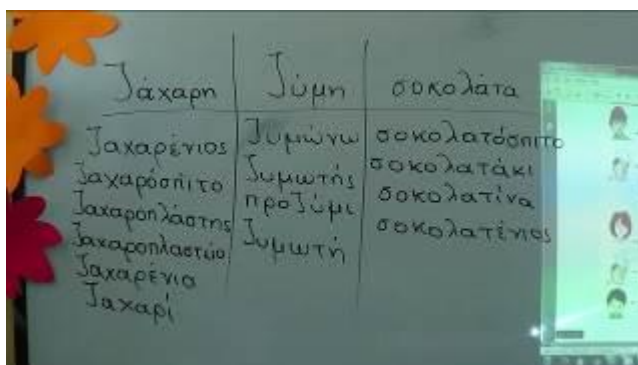 ζάχαρη ζύμη σοκολάτα
ζαχαρένιος ζυμώνω σοκολατόσπιτο
ζαχαρόσπιτο ζυμωτής σοκολατάκι
ζαχαροπλάστης προζύμι σοκολατίνα
ζαχαροπλαστείο ζυμωτή σοκολατένιος
ζαχαρένια
ζαχαρί